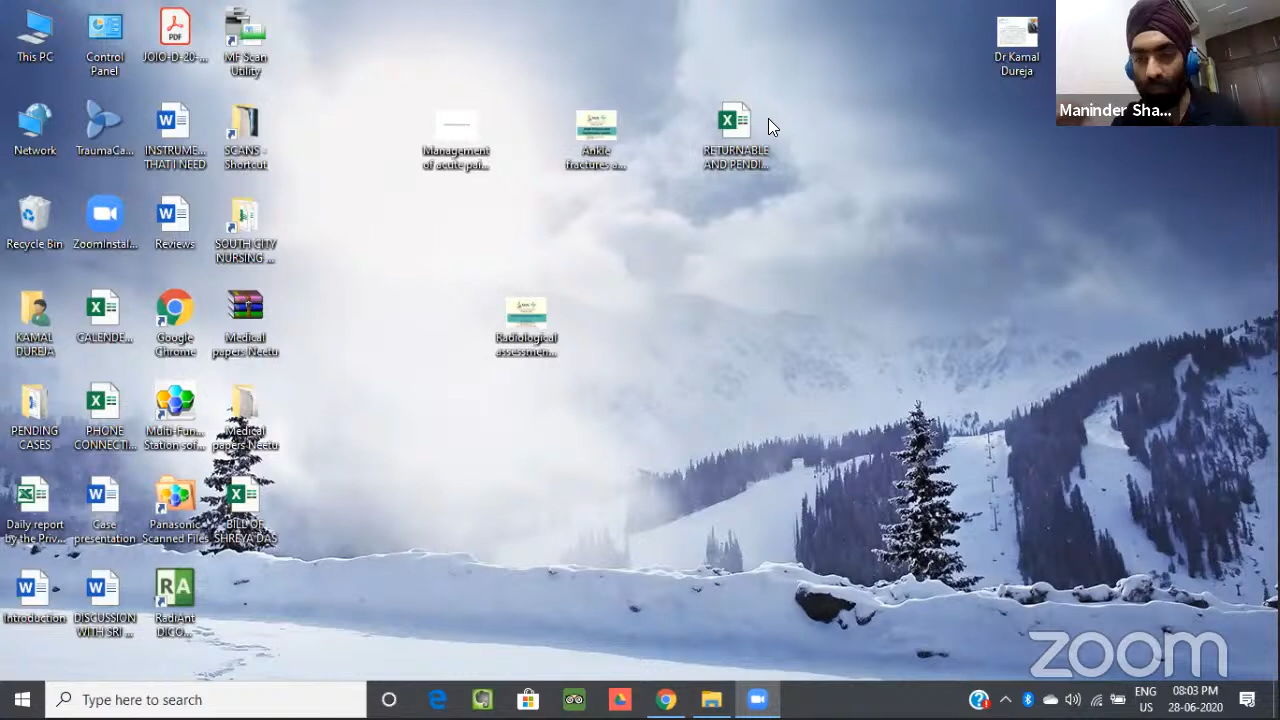 This PC
Control
Panel
PDF
JOIO-D-20-...
MF Scan
Utility
Management
of acute pai...
Ankle
fractures a...
RETURNABLE
AND PENDI...
Dr Kamal
Dureja
Maninder Sha...
Network
TraumaCa...
INSTRUME...
THAT I NEED
SCANS -
Shortcut
Recycle Bin
ZoomInstal...
Reviews
SOUTH CITY
NURSING ...
KAMAL
DUREJA
CALENDE...
Google
Chrome
Medical
papers Neetu
Radiological
assessmen...
PENDING
CASES
PHONE
CONNECTI...
Multi-Fun...
Station sof...
Medical
papers Neetu
Daily report
by the Priv...
Case
presentation
Panasonic
Scanned Files
BILL OF
SHREYA DAS
Introduction
DISCUSSION
WITH SRI ...
RA
RadiAnt
DICO...
zoom
Type here to search
ENG
US
08:03 PM
28-06-2020